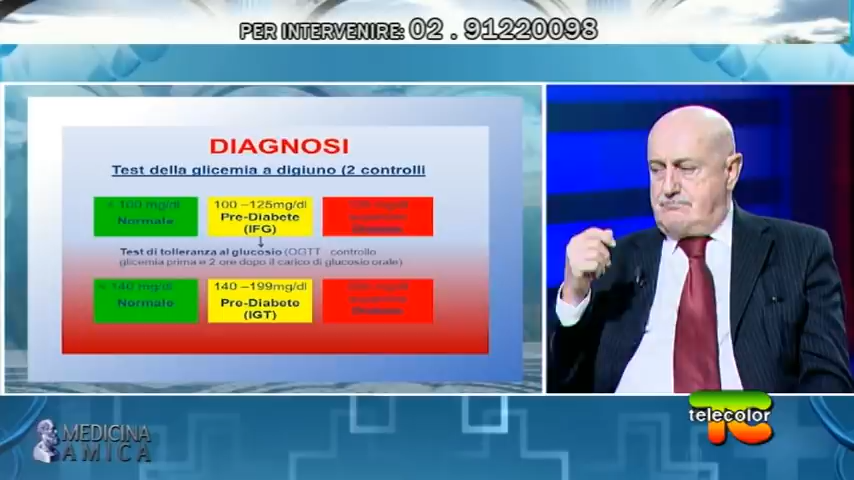 PER INTERVENIRE: 02 . 91220098
DIAGNOSI
Test della glicemia a digiuno (2 controlli
< 100 mg/dl
Normale
100 –125mg/dl
Pre-Diabete
(IFG)
Test di tolleranza al glucosio (OGTT - controllo
glicemia prima e 2 ore dopo il carico di glucosio orale)
< 140 mg/dl
Normale
140 –199mg/dl
Pre-Diabete
(IGT)
MEDICINA
AMICA
telecolor
TC